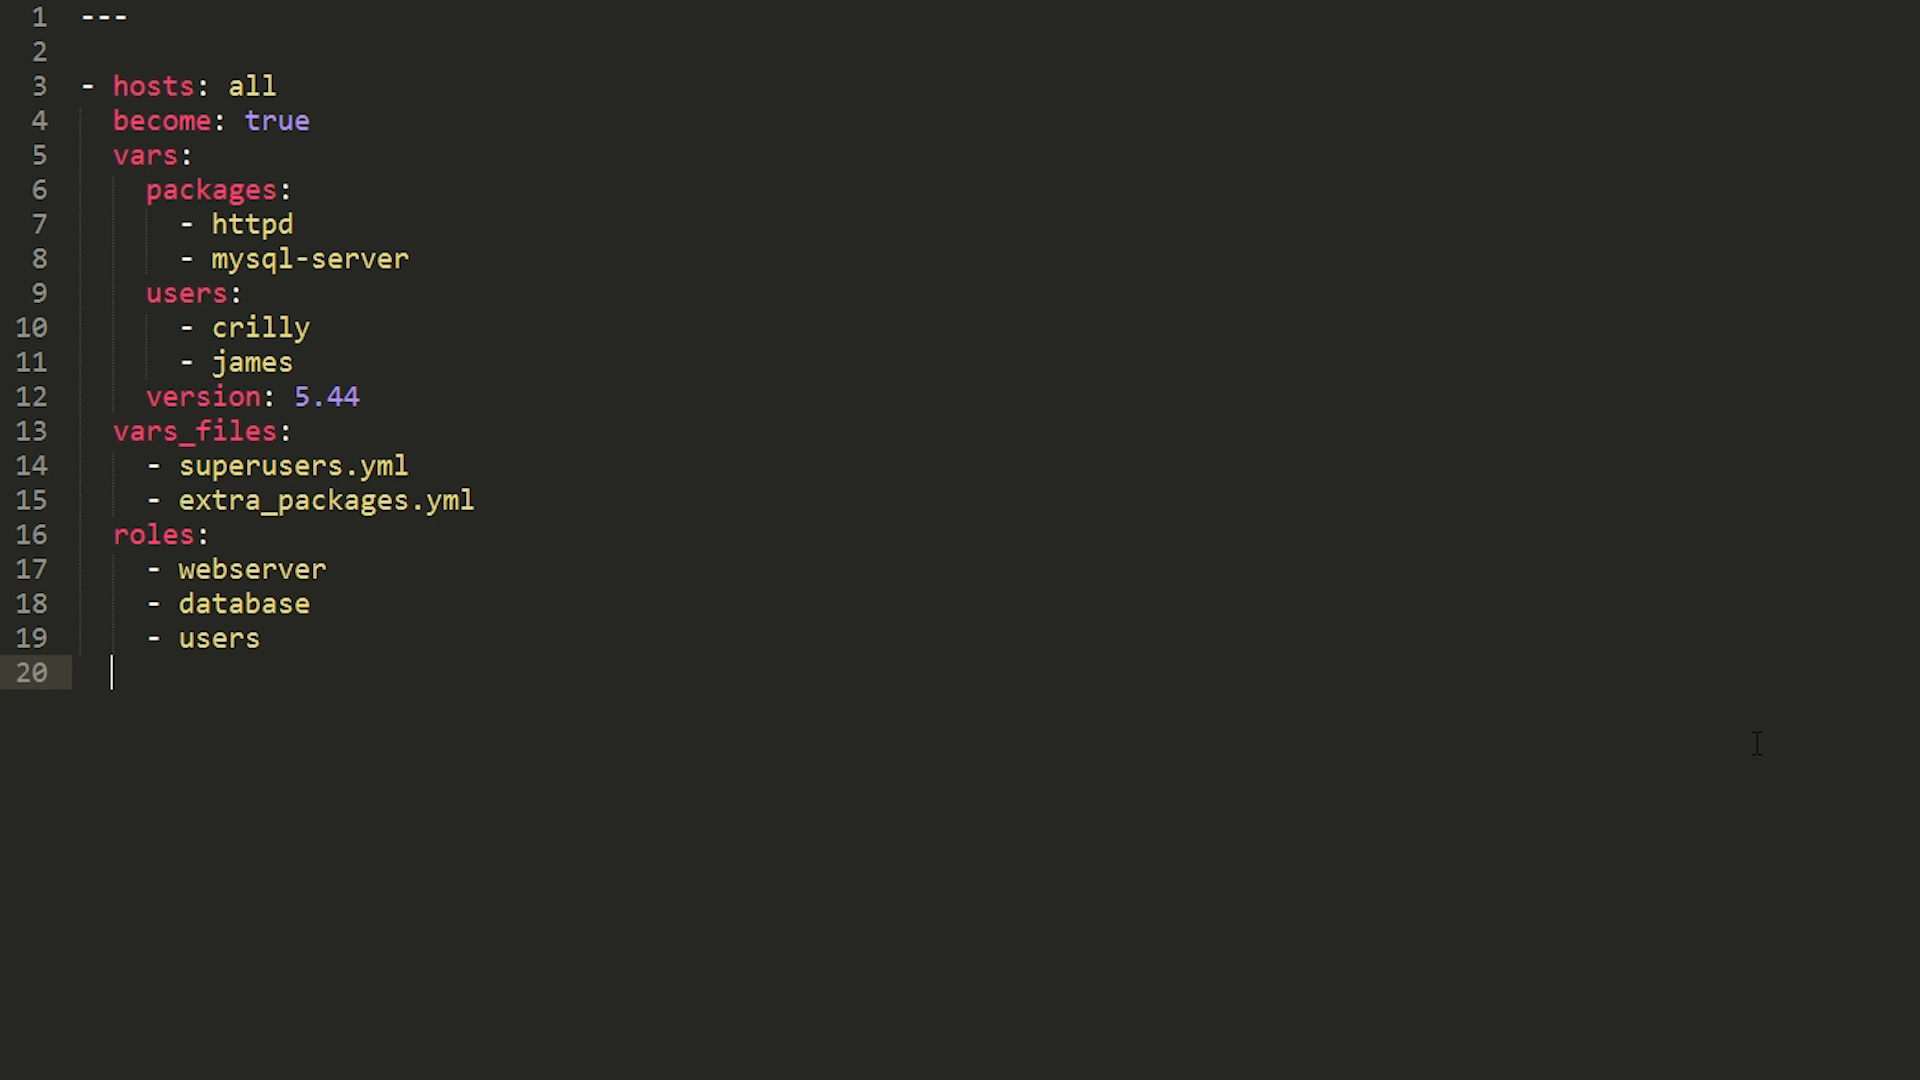 1 ---
2
3 - hosts: all
4   become: true
5   vars:
6     packages:
7       - httpd
8       - mysql-server
9     users:
10       - crilly
11       - james
12     version: 5.44
13   vars_files:
14     - superusers.yml
15     - extra_packages.yml
16   roles:
17     - webserver
18     - database
19     - users
20